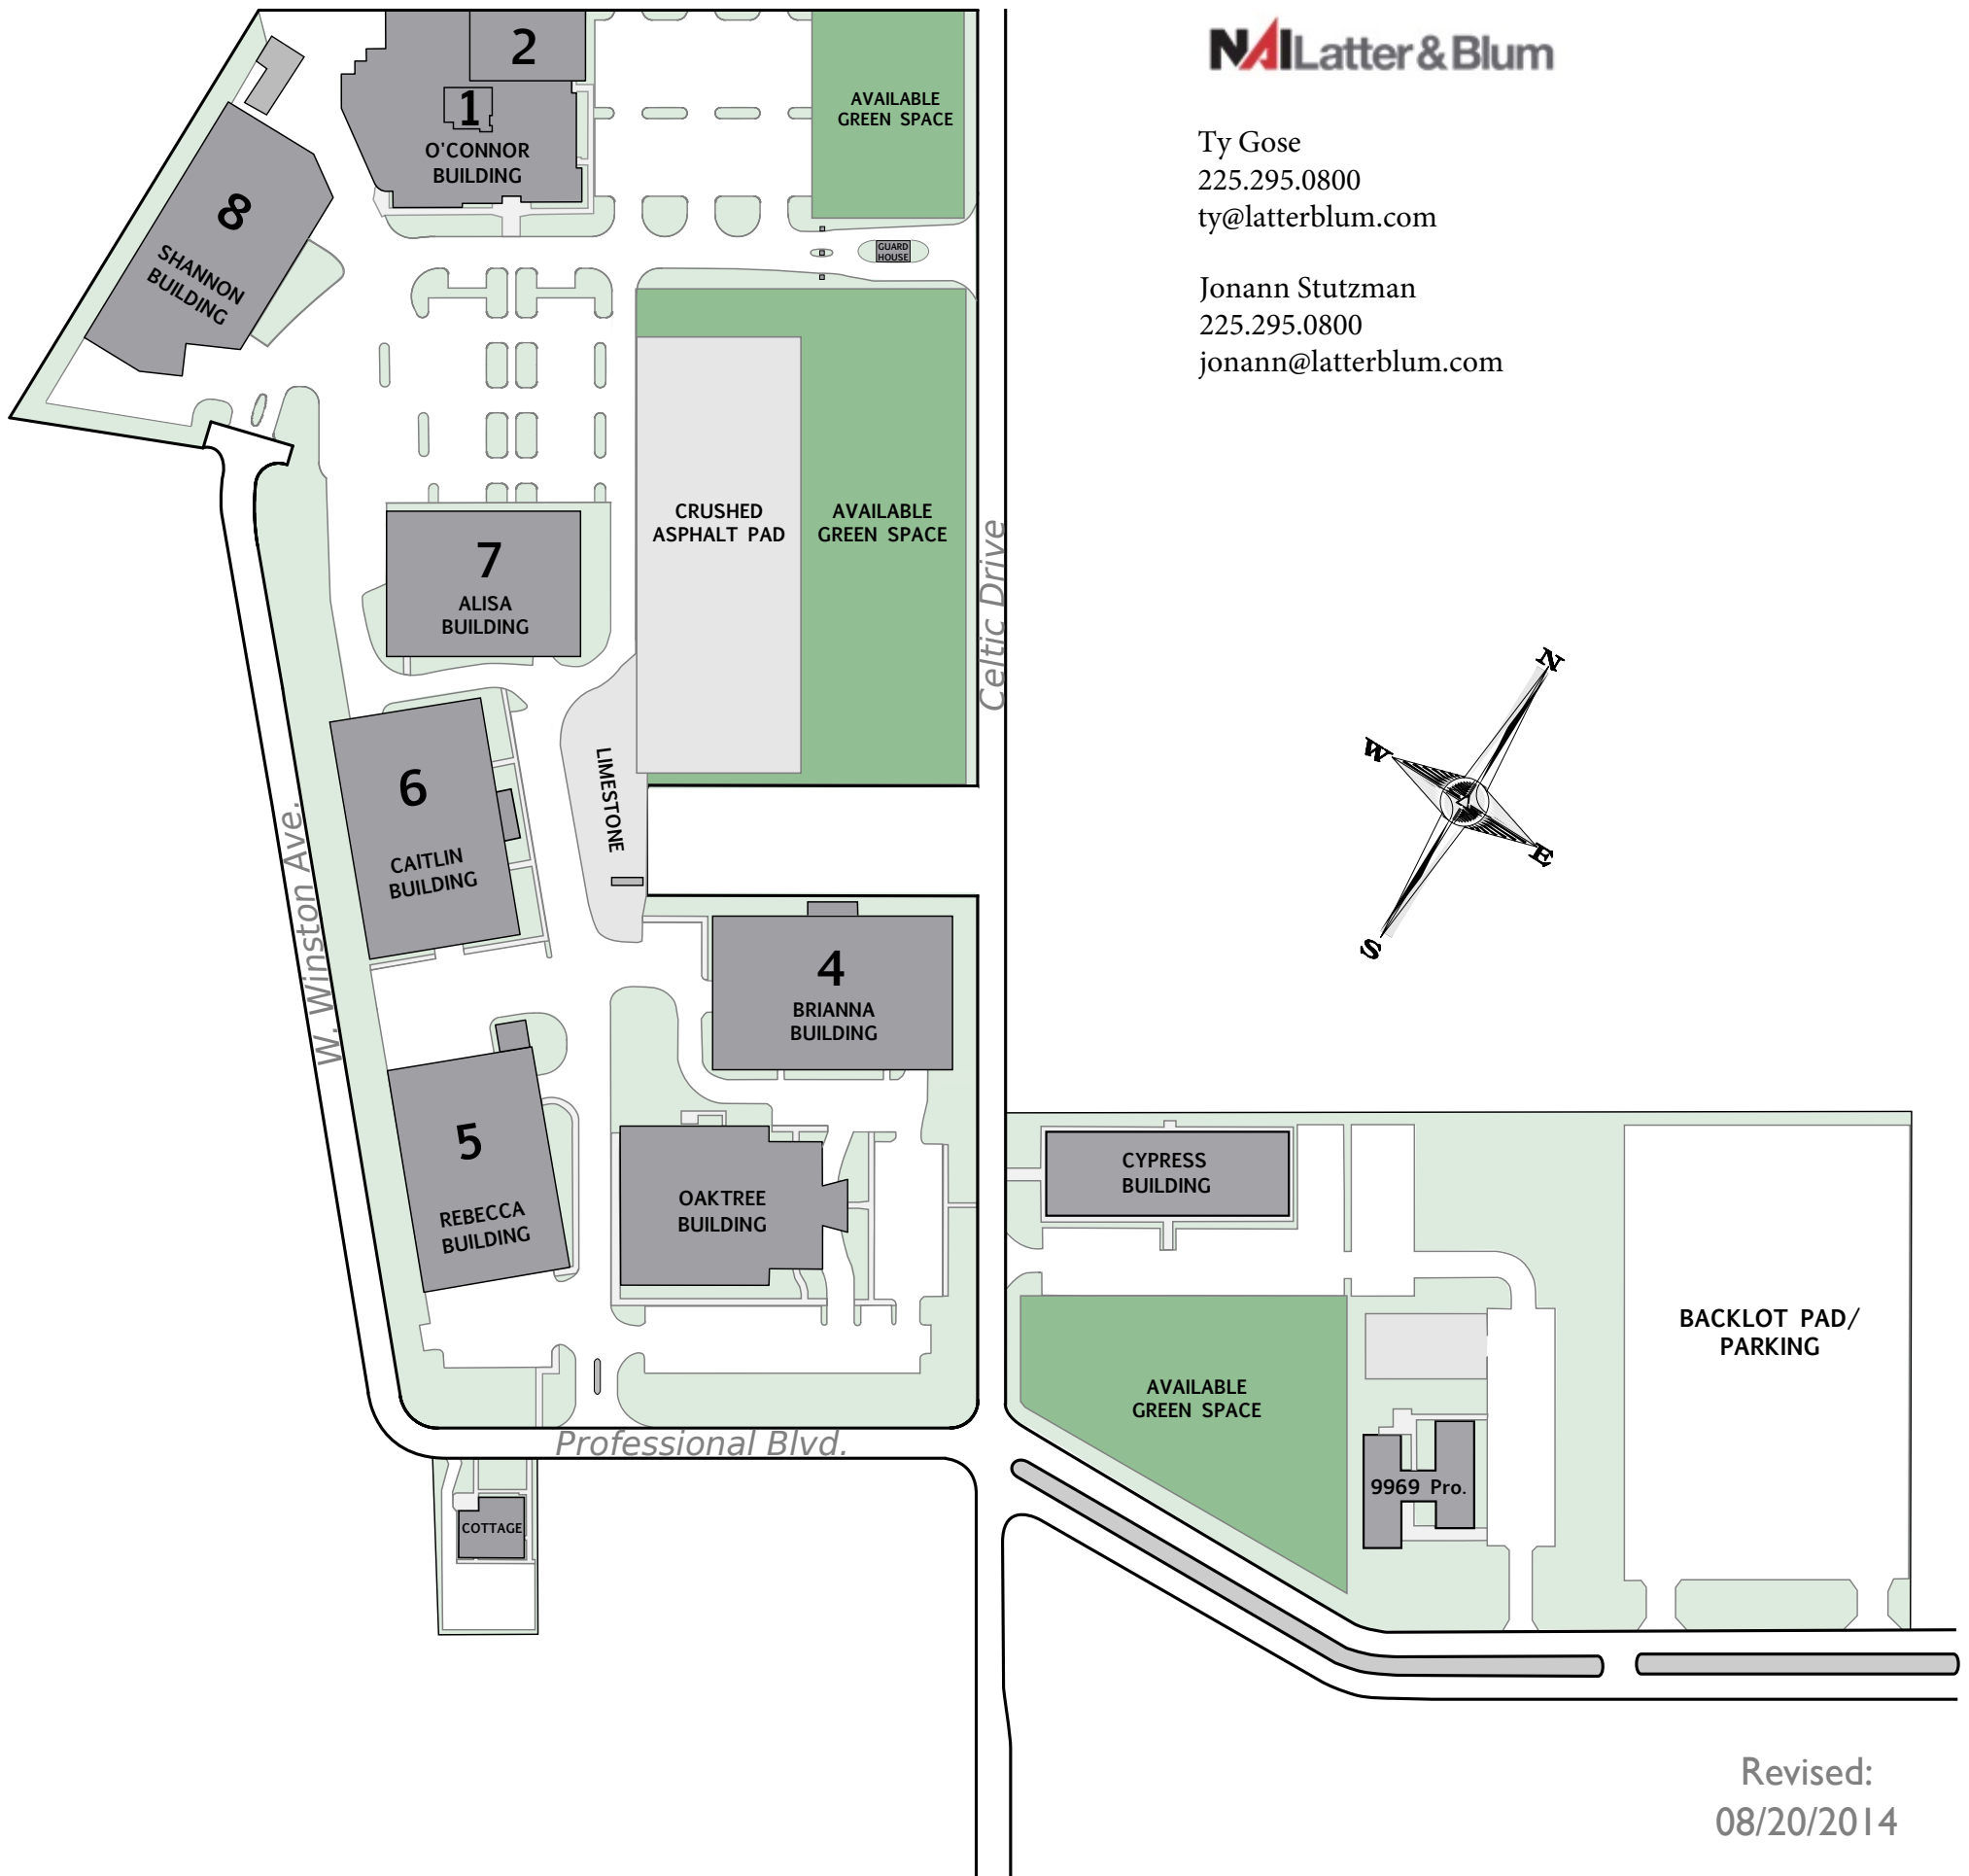 NAI Latter & Blum
Ty Gose
225.295.0800
ty@latterblum.com
Jonann Stutzman
225.295.0800
jonann@latterblum.com
2
1
O'CONNOR
BUILDING
AVAILABLE
GREEN SPACE
8
SHANNON
BUILDING
GUARD
HOUSE
CRUSHED
ASPHALT PAD
AVAILABLE
GREEN SPACE
Celtic Drive
7
ALISA
BUILDING
N
W
E
S
6
CAITLIN
BUILDING
LIMESTONE
W. Winston Ave.
4
BRIANNA
BUILDING
5
REBECCA
BUILDING
OAKTREE
BUILDING
CYPRESS
BUILDING
BACKLOT PAD/
PARKING
AVAILABLE
GREEN SPACE
Professional Blvd.
9969 Pro.
COTTAGE
Revised:
08/20/2014